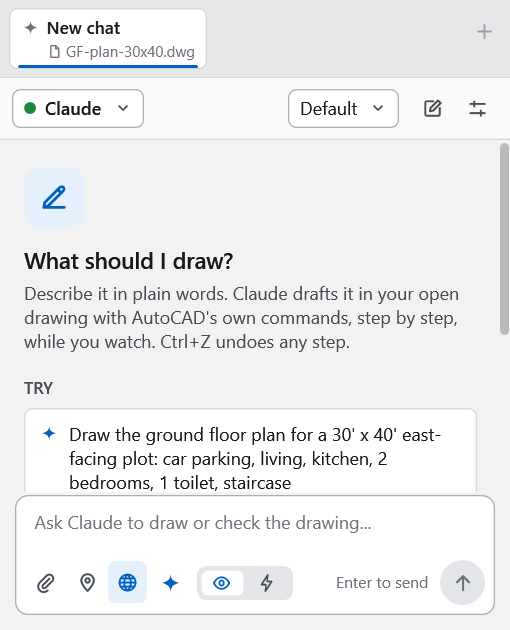 New chat
GF-plan-30x40.dwg
Claude
Default
What should I draw?
Describe it in plain words. Claude drafts it in your open
drawing with AutoCAD's own commands, step by step,
while you watch. Ctrl+Z undoes any step.
TRY
Draw the ground floor plan for a 30' x 40' east-
facing plot: car parking, living, kitchen, 2
bedrooms, 1 toilet, staircase
Ask Claude to draw or check the drawing...
Enter to send